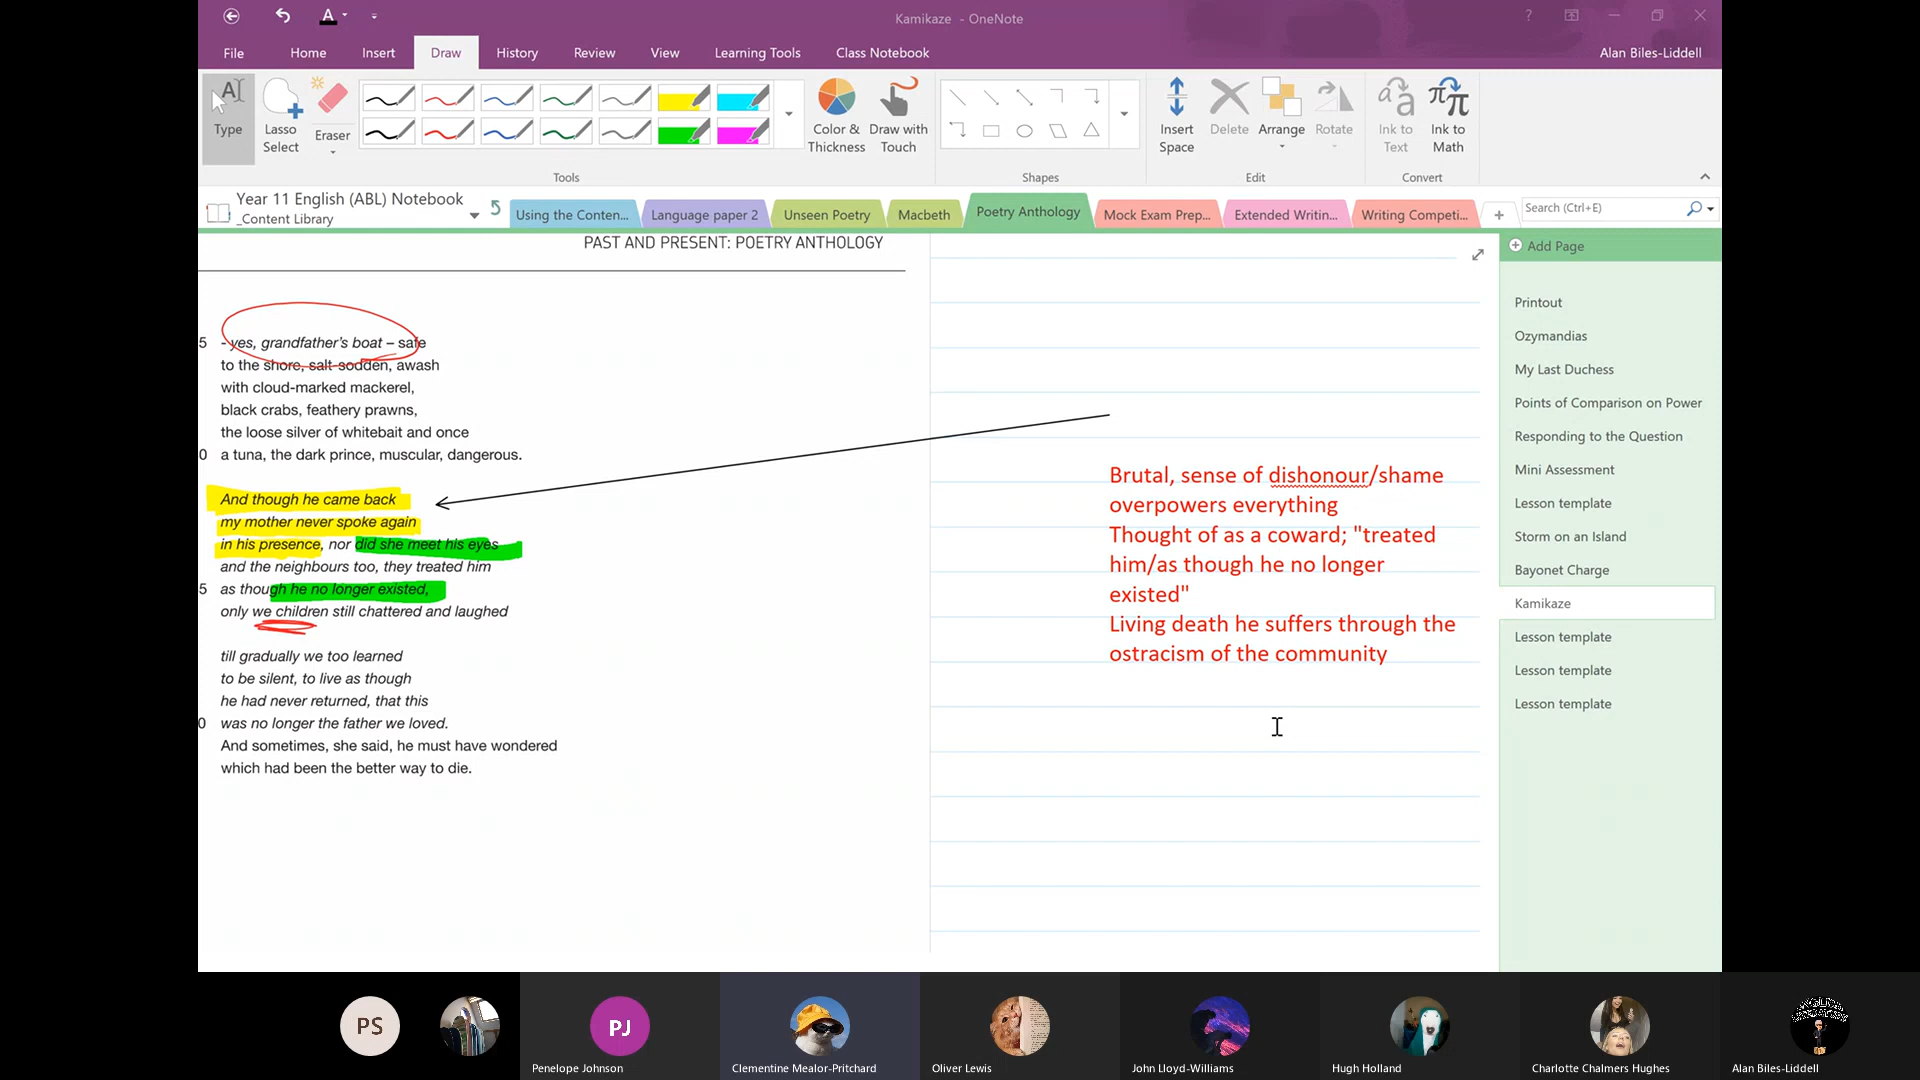 Kamikaze - OneNote
File
Home
Insert
Draw
History
Review
View
Learning Tools
Class Notebook
Alan Biles-Liddell
Type
Lasso
Select
Eraser
Color &
Thickness
Draw with
Touch
Insert
Space
Delete
Arrange
Rotate
Ink to
Text
Ink to
Math
Tools
Shapes
Edit
Convert
Year 11 English (ABL) Notebook
_Content Library
Using the Conten...
Language paper 2
Unseen Poetry
Macbeth
Poetry Anthology
Mock Exam Prep...
Extended Writin...
Writing Competi...
Search (Ctrl+E)
PAST AND PRESENT: POETRY ANTHOLOGY
5 - yes, grandfather's boat – safe
to the shore, salt-sodden, awash
with cloud-marked mackerel,
black crabs, feathery prawns,
the loose silver of whitebait and once
0 a tuna, the dark prince, muscular, dangerous.
And though he came back
my mother never spoke again
in his presence, nor did she meet his eyes
and the neighbours too, they treated him
5 as though he no longer existed,
only we children still chattered and laughed
till gradually we too learned
to be silent, to live as though
he had never returned, that this
0 was no longer the father we loved.
And sometimes, she said, he must have wondered
which had been the better way to die.
Brutal, sense of dishonour/shame
overpowers everything
Thought of as a coward; "treated
him/as though he no longer
existed"
Living death he suffers through the
ostracism of the community
Add Page
Printout
Ozymandias
My Last Duchess
Points of Comparison on Power
Responding to the Question
Mini Assessment
Lesson template
Storm on an Island
Bayonet Charge
Kamikaze
Lesson template
Lesson template
Lesson template
PS
PJ
Penelope Johnson
Clementine Mealor-Pritchard
Oliver Lewis
John Lloyd-Williams
Hugh Holland
Charlotte Chalmers Hughes
Alan Biles-Liddell